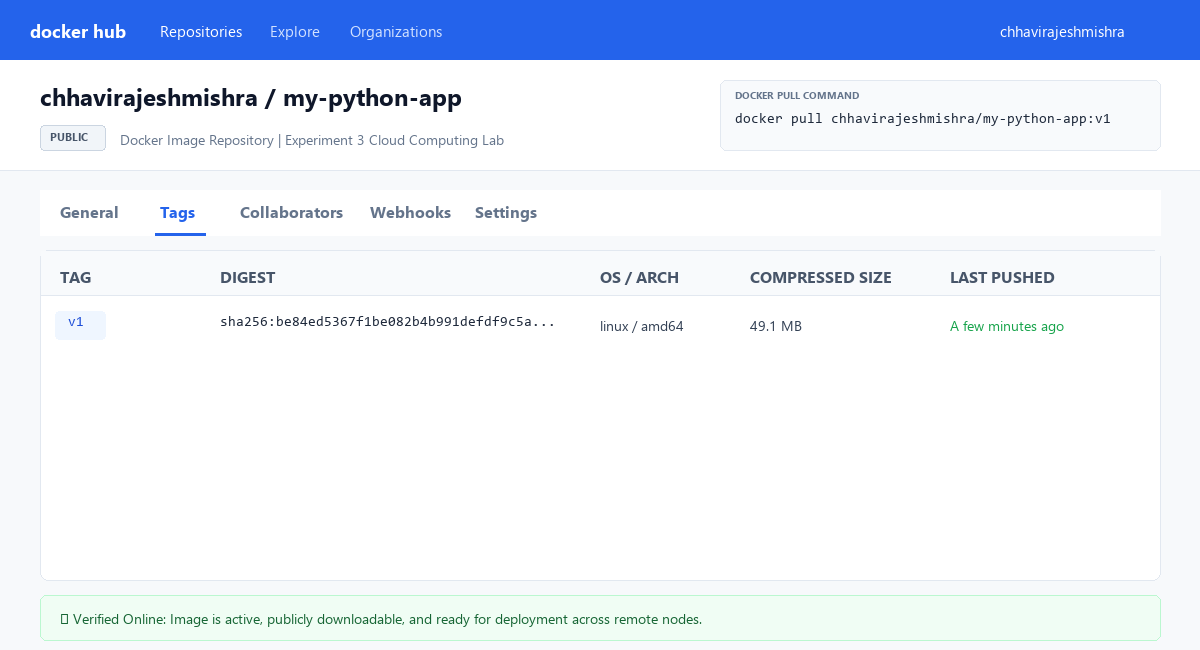 docker hub Repositories Explore Organizations chhavirajeshmishra
chhavirajeshmishra / my-python-app
PUBLIC Docker Image Repository | Experiment 3 Cloud Computing Lab
DOCKER PULL COMMAND
docker pull chhavirajeshmishra/my-python-app:v1
General Tags Collaborators Webhooks Settings
TAG DIGEST OS / ARCH COMPRESSED SIZE LAST PUSHED
v1 sha256:be84ed5367f1be082b4b991defdf9c5a... linux / amd64 49.1 MB A few minutes ago
Verified Online: Image is active, publicly downloadable, and ready for deployment across remote nodes.